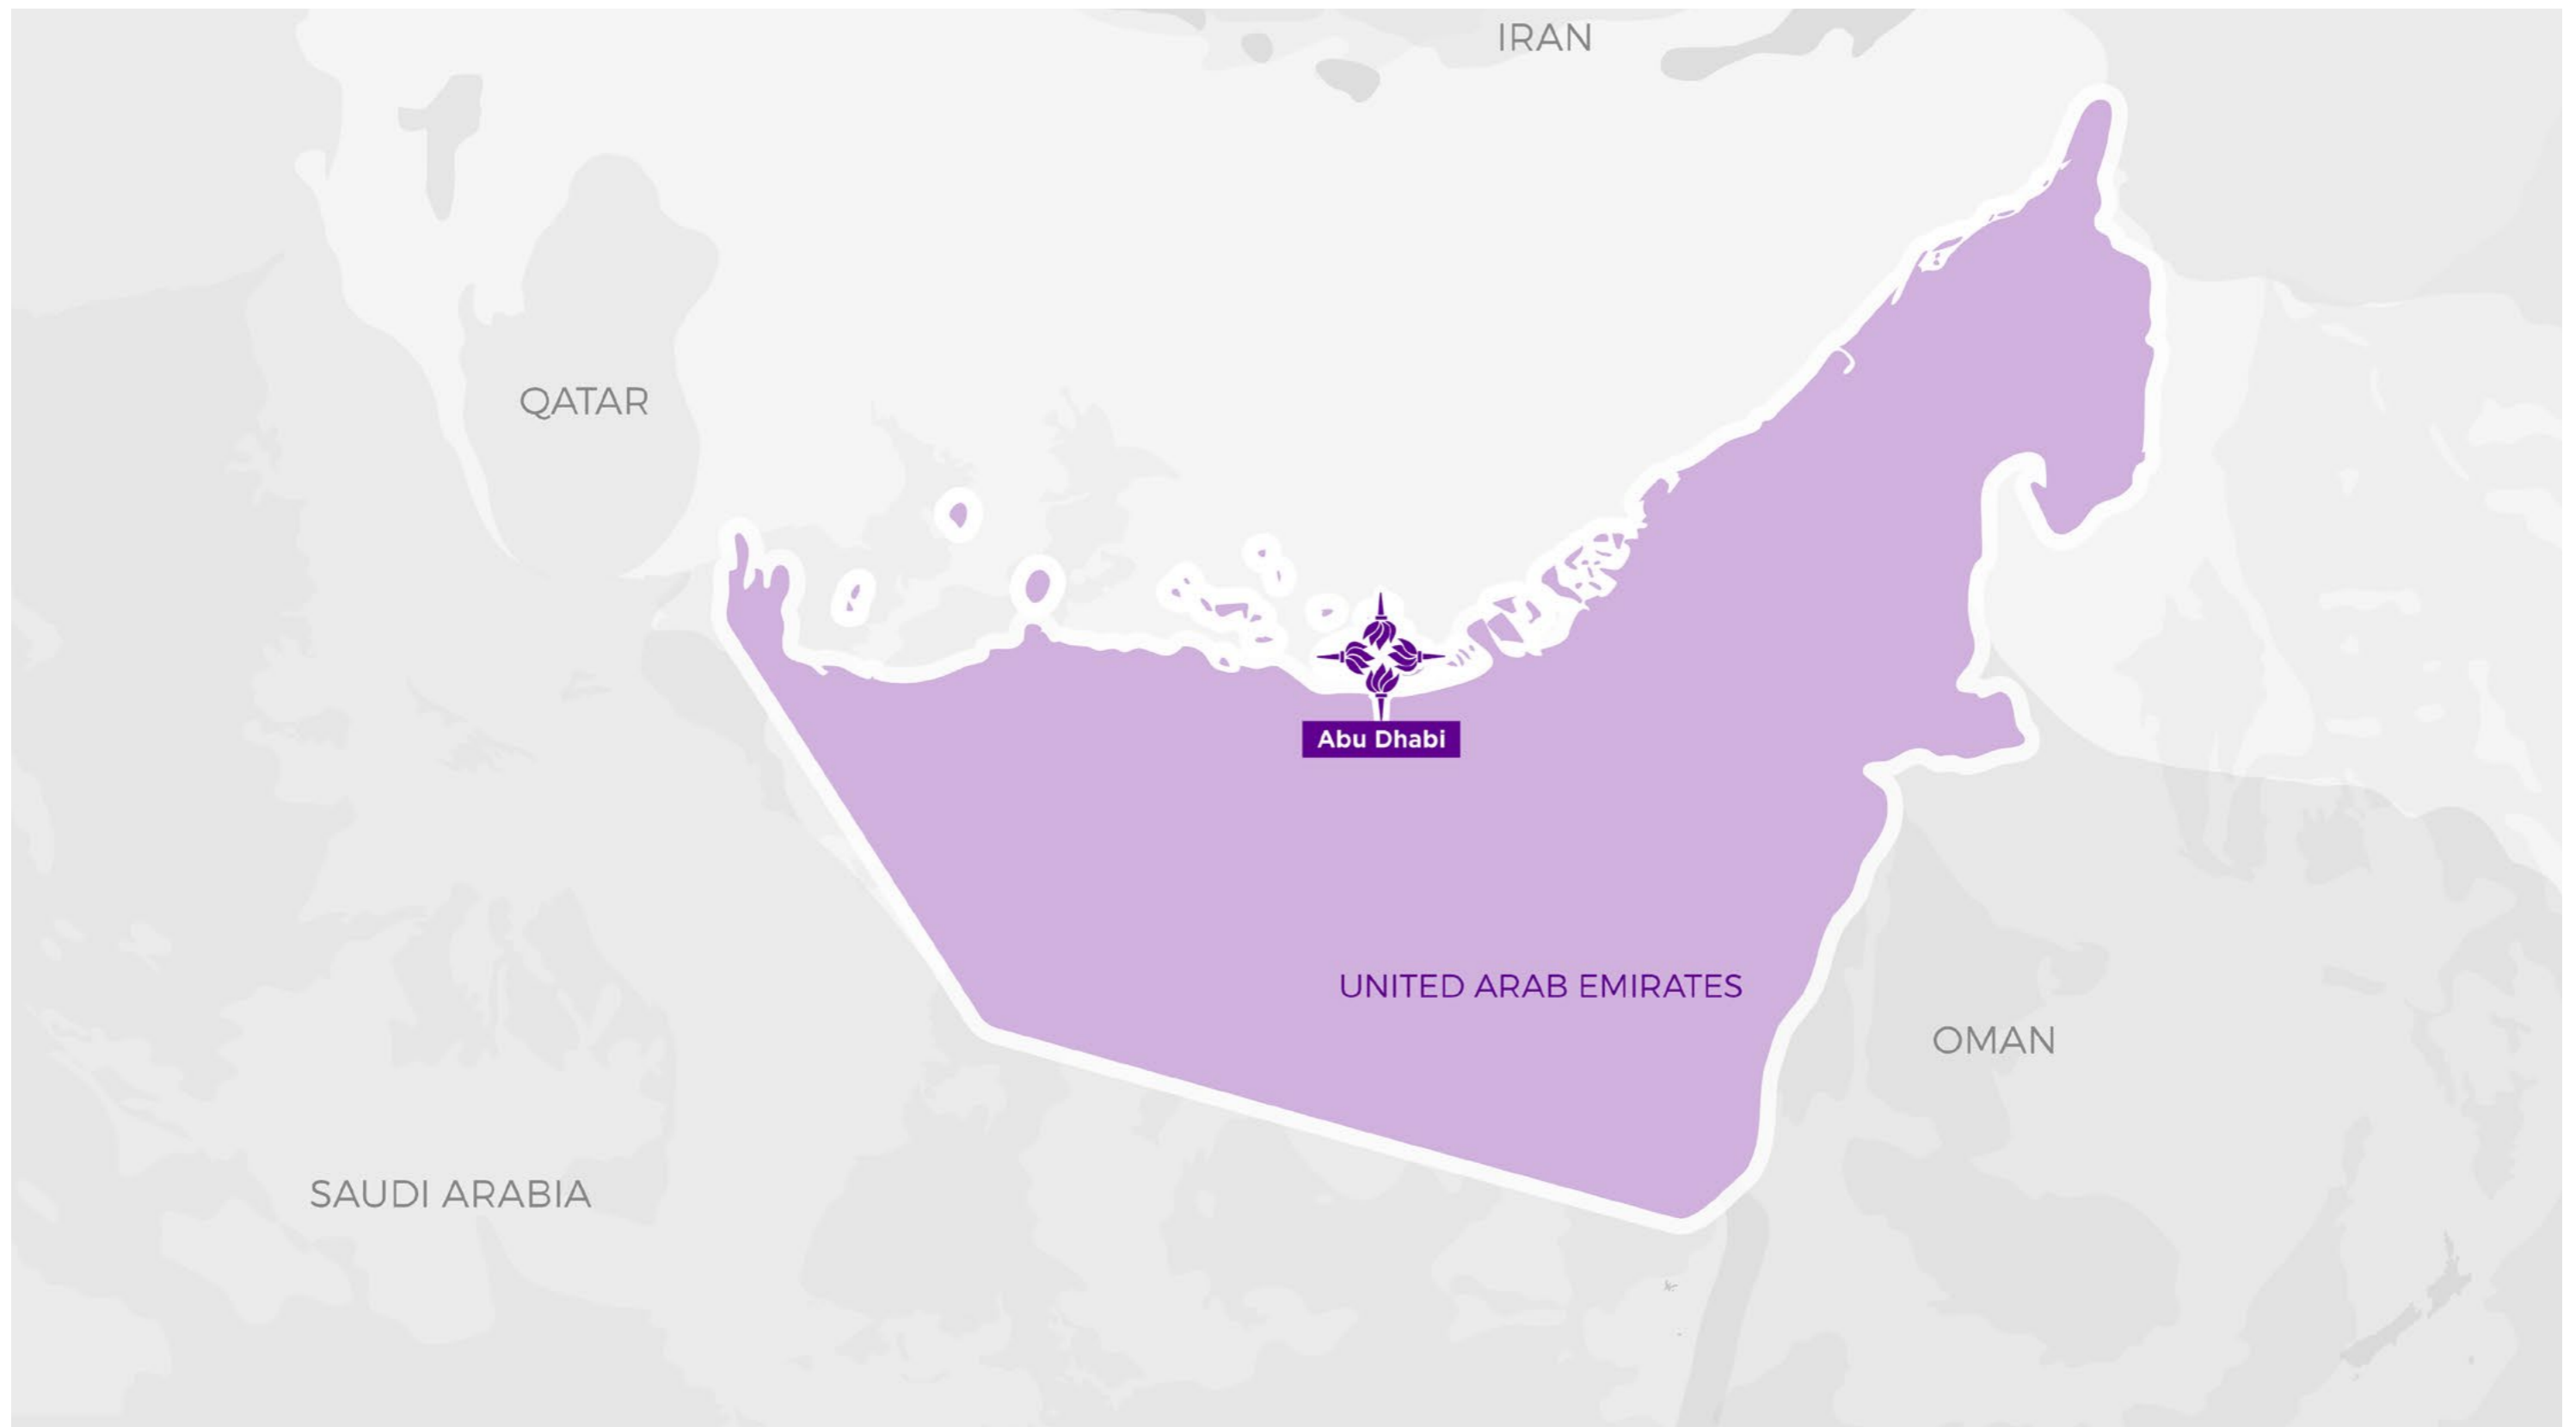 IRAN
QATAR
Abu Dhabi
UNITED ARAB EMIRATES
OMAN
SAUDI ARABIA